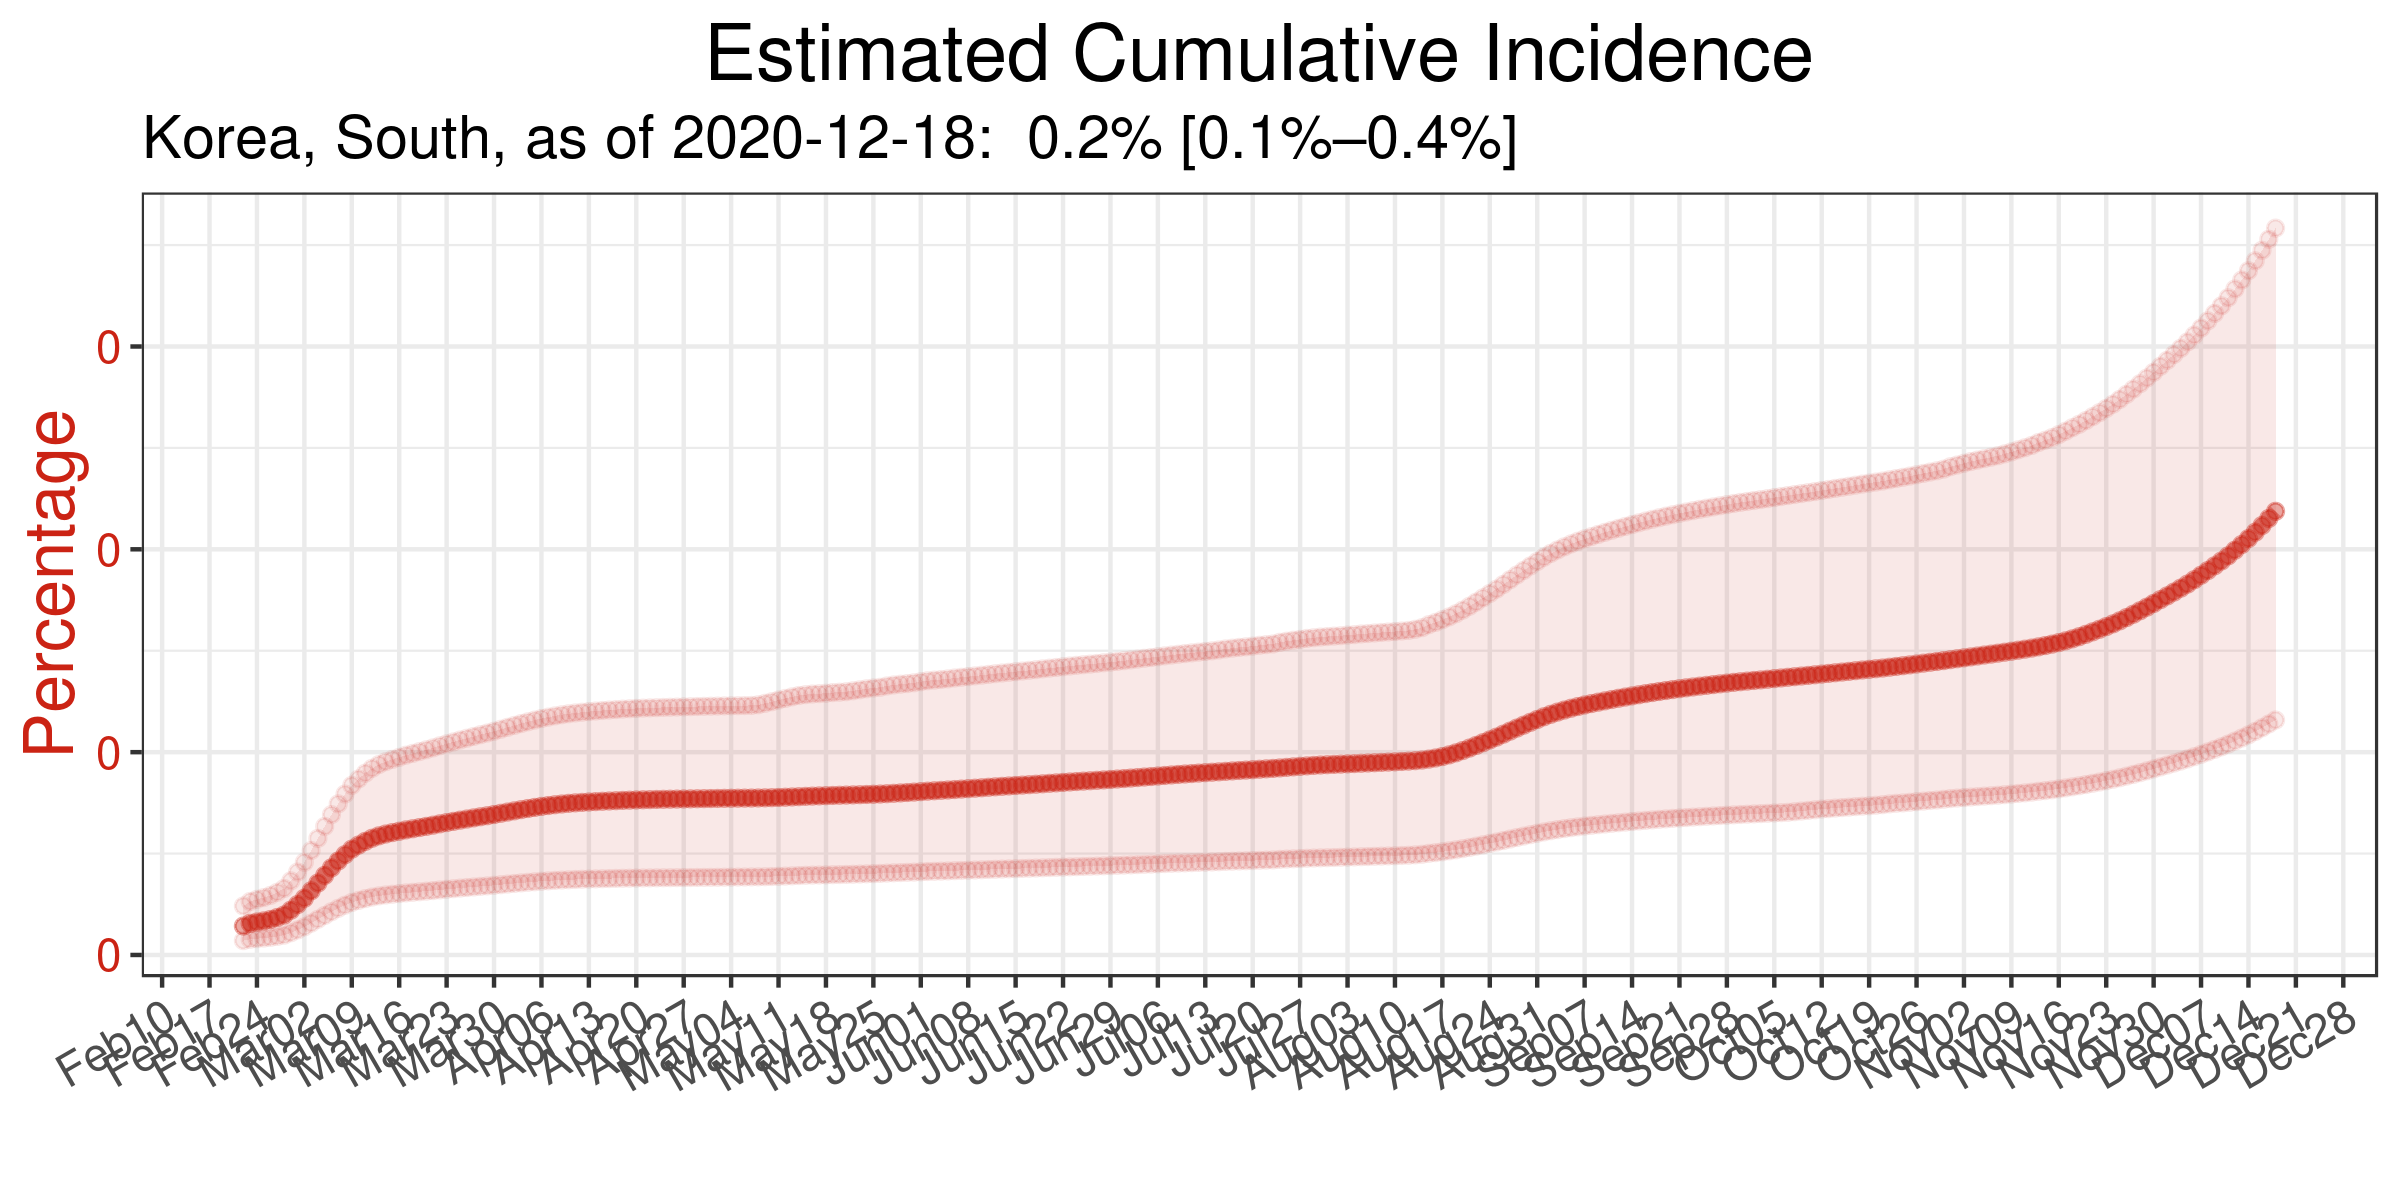 Estimated Cumulative Incidence
Korea, South, as of 2020-12-18:  0.2% [0.1%–0.4%]
Percentage
0
0
0
0
Feb10
Feb17
Feb24
Mar02
Mar09
Mar16
Mar23
Mar30
Apr06
Apr13
Apr20
Apr27
May04
May11
May18
May25
Jun01
Jun08
Jun15
Jun22
Jun29
Jul06
Jul13
Jul20
Jul27
Aug03
Aug10
Aug17
Aug24
Aug31
Sep07
Sep14
Sep21
Sep28
Oct05
Oct12
Oct19
Oct26
Nov02
Nov09
Nov16
Nov23
Nov30
Dec07
Dec14
Dec21
Dec28